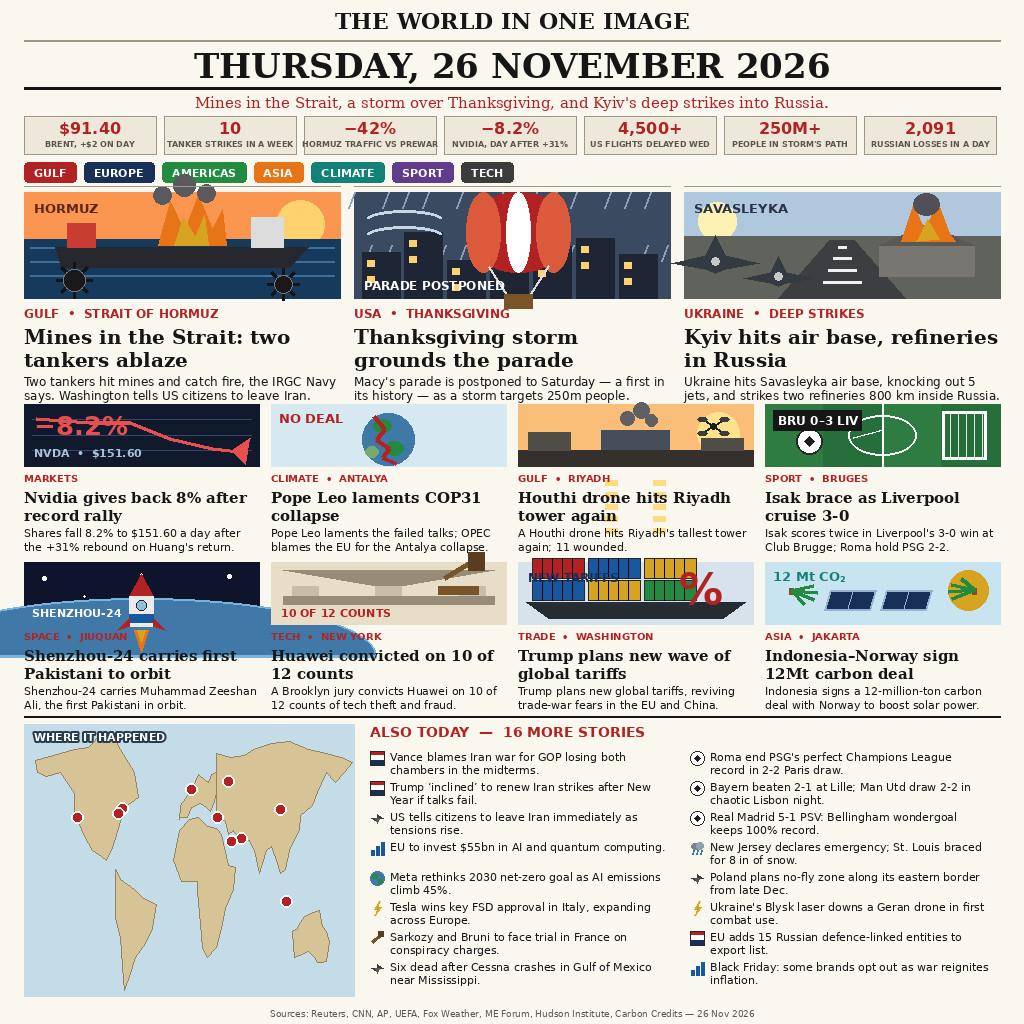 THE WORLD IN ONE IMAGE
THURSDAY, 26 NOVEMBER 2026
Mines in the Strait, a storm over Thanksgiving, and Kyiv's deep strikes into Russia.
$91.40
BRENT, +$2 ON DAY
10
TANKER STRIKES IN A WEEK
−42%
HORMUZ TRAFFIC VS PREWAR
−8.2%
NVIDIA, DAY AFTER +31%
4,500+
US FLIGHTS DELAYED WED
250M+
PEOPLE IN STORM'S PATH
2,091
RUSSIAN LOSSES IN A DAY
GULF
EUROPE
AMERICAS
ASIA
CLIMATE
SPORT
TECH
HORMUZ
GULF • STRAIT OF HORMUZ
Mines in the Strait: two
tankers ablaze
Two tankers hit mines and catch fire, the IRGC Navy
says. Washington tells US citizens to leave Iran.
PARADE POSTPONED
USA • THANKSGIVING
Thanksgiving storm
grounds the parade
Macy's parade is postponed to Saturday — a first in
its history — as a storm targets 250m people.
SAVASLEYKA
UKRAINE • DEEP STRIKES
Kyiv hits air base, refineries
in Russia
Ukraine hits Savasleyka air base, knocking out 5
jets, and strikes two refineries 800 km inside Russia.
−8.2%
NVDA • $151.60
MARKETS
Nvidia gives back 8% after
record rally
Shares fall 8.2% to $151.60 a day after
the +31% rebound on Huang's return.
NO DEAL
CLIMATE • ANTALYA
Pope Leo laments COP31
collapse
Pope Leo laments the failed talks; OPEC
blames the EU for the Antalya collapse.
GULF • RIYADH
Houthi drone hits Riyadh
tower again
A Houthi drone hits Riyadh's tallest tower
again; 11 wounded.
BRU 0–3 LIV
SPORT • BRUGES
Isak brace as Liverpool
cruise 3-0
Isak scores twice in Liverpool's 3-0 win at
Club Brugge; Roma hold PSG 2-2.
SHENZHOU-24
SPACE • JIUQUAN
Shenzhou-24 carries first
Pakistani to orbit
Shenzhou-24 carries Muhammad Zeeshan
Ali, the first Pakistani in orbit.
10 OF 12 COUNTS
TECH • NEW YORK
Huawei convicted on 10 of
12 counts
A Brooklyn jury convicts Huawei on 10 of
12 counts of tech theft and fraud.
NEW TARIFFS
%
TRADE • WASHINGTON
Trump plans new wave of
global tariffs
Trump plans new global tariffs, reviving
trade-war fears in the EU and China.
12 Mt CO₂
ASIA • JAKARTA
Indonesia–Norway sign
12Mt carbon deal
Indonesia signs a 12-million-ton carbon
deal with Norway to boost solar power.
WHERE IT HAPPENED
ALSO TODAY — 16 MORE STORIES
Vance blames Iran war for GOP losing both
chambers in the midterms.
Trump ‘inclined’ to renew Iran strikes after New
Year if talks fail.
US tells citizens to leave Iran immediately as
tensions rise.
EU to invest $55bn in AI and quantum computing.
Meta rethinks 2030 net-zero goal as AI emissions
climb 45%.
Tesla wins key FSD approval in Italy, expanding
across Europe.
Sarkozy and Bruni to face trial in France on
conspiracy charges.
Six dead after Cessna crashes in Gulf of Mexico
near Mississippi.
Roma end PSG's perfect Champions League
record in 2-2 Paris draw.
Bayern beaten 2-1 at Lille; Man Utd draw 2-2 in
chaotic Lisbon night.
Real Madrid 5-1 PSV: Bellingham wondergoal
keeps 100% record.
New Jersey declares emergency; St. Louis braced
for 8 in of snow.
Poland plans no-fly zone along its eastern border
from late Dec.
Ukraine's Blysk laser downs a Geran drone in first
combat use.
EU adds 15 Russian defence-linked entities to
export list.
Black Friday: some brands opt out as war reignites
inflation.
Sources: Reuters, CNN, AP, UEFA, Fox Weather, ME Forum, Hudson Institute, Carbon Credits — 26 Nov 2026